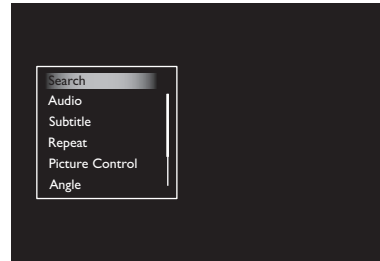 Search
Audio
Subtitle
Repeat
Picture Control
Angle